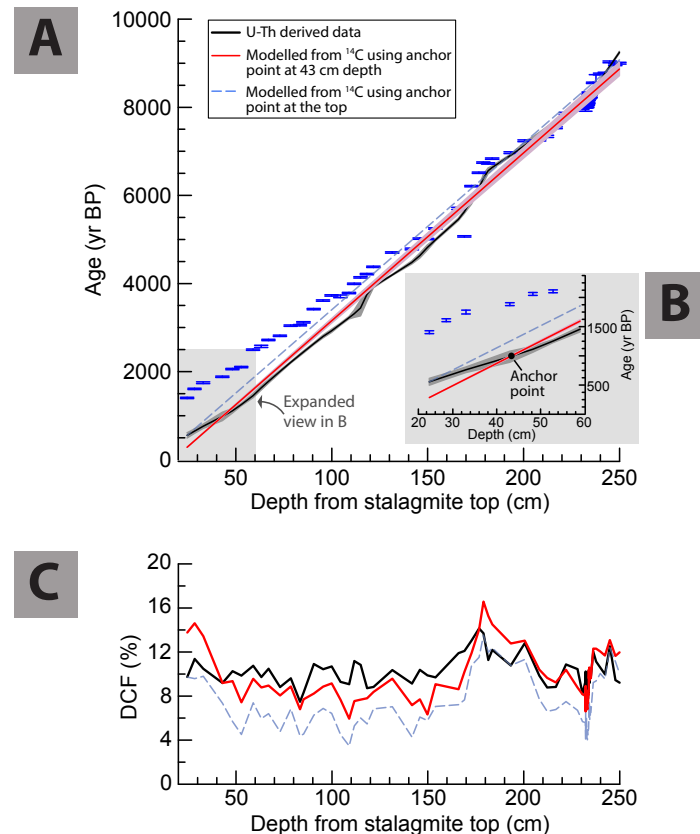 A
U-Th derived data
Modelled from ¹⁴C using anchor
point at 43 cm depth
Modelled from ¹⁴C using anchor
point at the top
Age (yr BP)
10000
8000
6000
4000
2000
0
50
100
150
200
250
Depth from stalagmite top (cm)
Expanded
view in B
B
Anchor
point
1500
500
Age (yr BP)
20
30
40
50
60
Depth (cm)
C
DCF (%)
20
16
12
8
4
0
50
100
150
200
250
Depth from stalagmite top (cm)